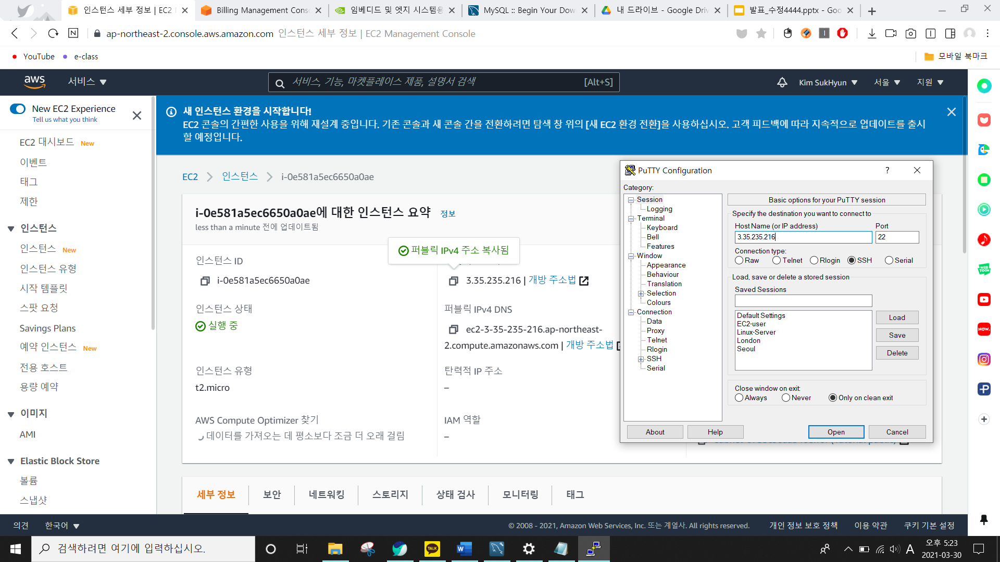 인스턴스 세부 정보 | EC2
Billing Management Cons
임베디드 및 엣지 시스템용
MySQL :: Begin Your Dow
내 드라이브 - Google Driv
발표_수정4444.pptx - Goo
ap-northeast-2.console.aws.amazon.com 인스턴스 세부 정보 | EC2 Management Console
YouTube
e-class
모바일 북마크
aws
서비스
서비스, 기능, 마켓플레이스 제품, 설명서 검색 [Alt+S]
Kim SukHyun
서울
지원
New EC2 Experience
Tell us what you think
EC2 대시보드 New
이벤트
태그
제한
인스턴스
인스턴스 New
인스턴스 유형
시작 템플릿
스팟 요청
Savings Plans
예약 인스턴스 New
전용 호스트
용량 예약
이미지
AMI
Elastic Block Store
볼륨
스냅샷
새 인스턴스 환경을 시작합니다!
EC2 콘솔의 간편한 사용을 위해 재설계 중입니다. 기존 콘솔과 새 콘솔 간을 전환하려면 탐색 창 위의 [새 EC2 환경 전환]을 사용하십시오. 고객 피드백에 따라 지속적으로 업데이트를 출시
할 예정입니다.
EC2 > 인스턴스 > i-0e581a5ec6650a0ae
i-0e581a5ec6650a0ae에 대한 인스턴스 요약 정보
less than a minute 전에 업데이트됨
퍼블릭 IPv4 주소 복사됨
인스턴스 ID
i-0e581a5ec6650a0ae
3.35.235.216 | 개방 주소법
인스턴스 상태
실행 중
퍼블릭 IPv4 DNS
ec2-3-35-235-216.ap-northeast-
2.compute.amazonaws.com | 개방 주소법
인스턴스 유형
t2.micro
탄력적 IP 주소
–
AWS Compute Optimizer 찾기
데이터를 가져오는 데 평소보다 조금 더 오래 걸림
IAM 역할
–
세부 정보
보안
네트워킹
스토리지
상태 검사
모니터링
태그
PuTTY Configuration
? 
Category:
Session
Logging
Terminal
Keyboard
Bell
Features
Window
Appearance
Behaviour
Translation
Selection
Colours
Connection
Data
Proxy
Telnet
Rlogin
SSH
Serial
Basic options for your PuTTY session
Specify the destination you want to connect to
Host Name (or IP address) Port
3.35.235.216 22
Connection type:
Raw Telnet Rlogin SSH Serial
Load, save or delete a stored session
Saved Sessions
Default Settings
EC2-user
Linux-Server
London
Seoul
Load
Save
Delete
Close window on exit:
Always Never Only on clean exit
About
Help
Open
Cancel
WEB
TOON
NOW.
의견
한국어
© 2008 - 2021, Amazon Web Services, Inc. 또는 계열사. All rights reserved.
개인 정보 보호 정책
이용 약관
쿠키 기본 설정
검색하려면 여기에 입력하십시오.
TALK
A
오후 5:23
2021-03-30